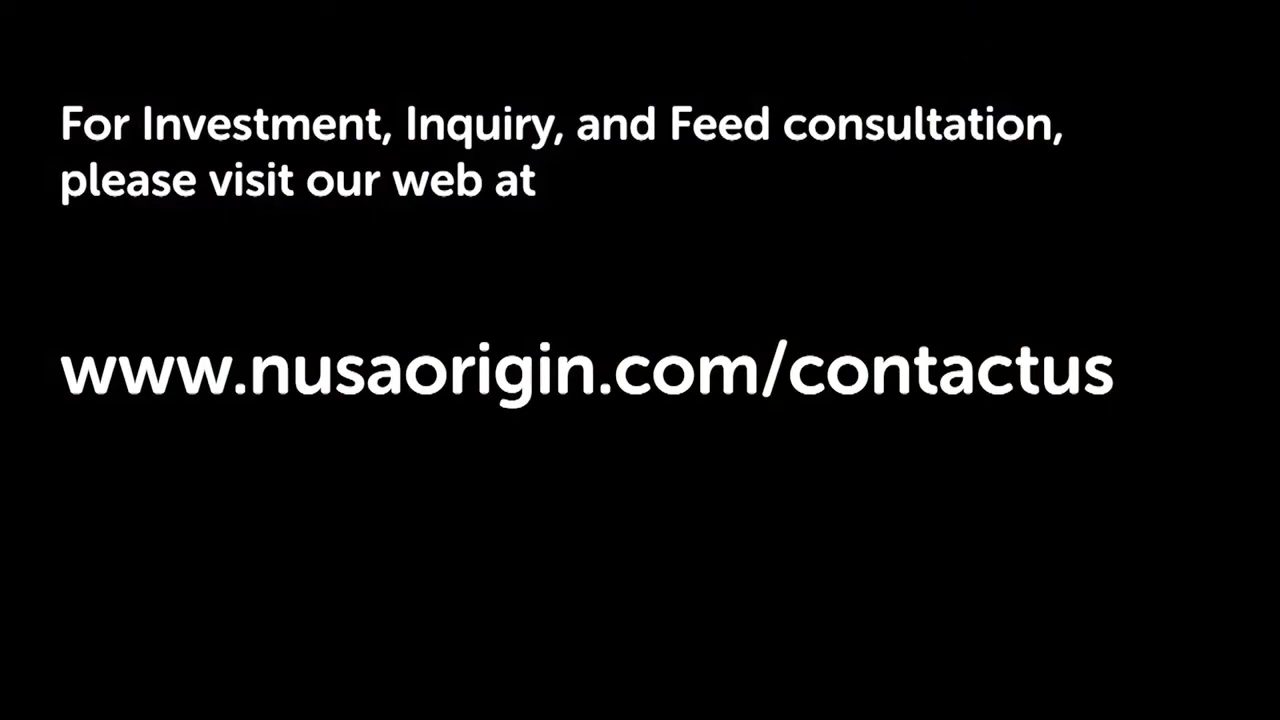 For Investment, Inquiry, and Feed consultation,
please visit our web at
www.nusaorigin.com/contactus